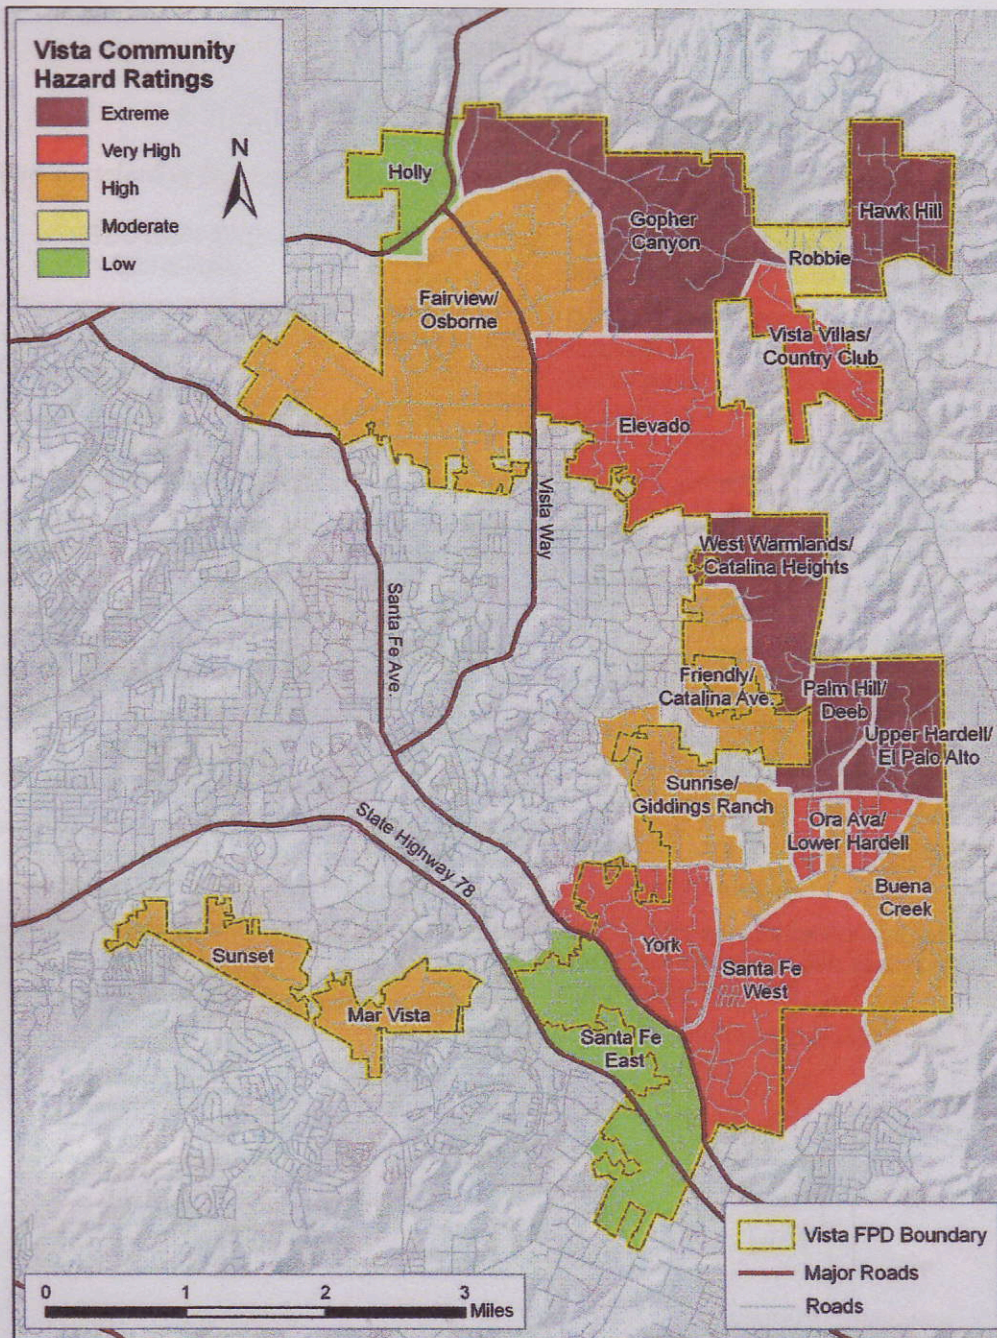 Vista Community
Hazard Ratings
Extreme
Very High
High
Moderate
Low
N
Holly
Gopher
Canyon
Hawk Hill
Robbie
Fairview/
Osborne
Vista Villas/
Country Club
Elevado
Vista Way
West Warmlands/
Catalina Heights
Santa Fe Ave.
Friendly/
Catalina Ave.
Palm Hill/
Deeb
Upper Hardell/
El Palo Alto
Sunrise/
Giddings Ranch
Ora Ava/
Lower Hardell
State Highway 78
Buena
Creek
Sunset
York
Santa Fe
West
Mar Vista
Santa Fe
East
Vista FPD Boundary
Major Roads
Roads
0 1 2 3
Miles